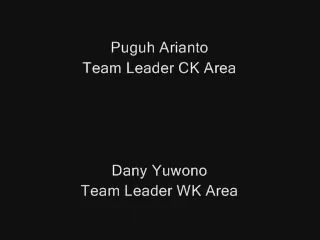 Puguh Arianto
Team Leader CK Area
Dany Yuwono
Team Leader WK Area